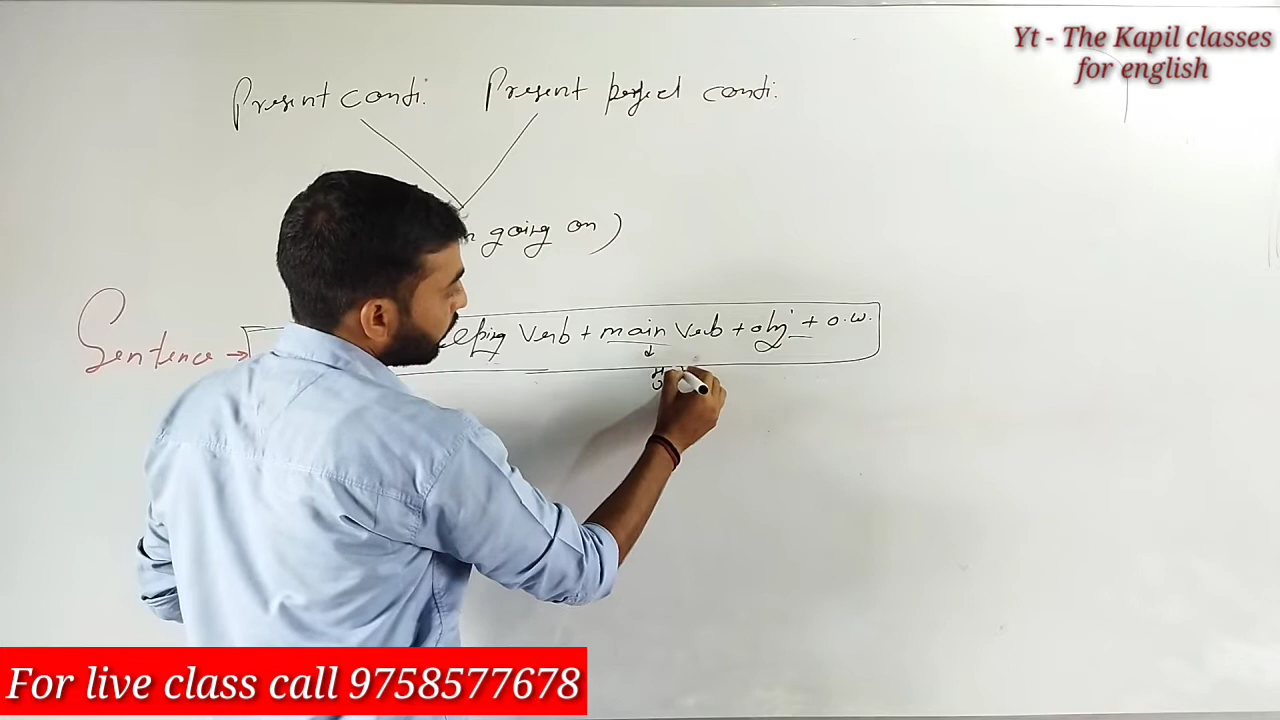 Yt - The Kapil classes
for english
Present conti. Present perfect conti.
going on)
Sentence → elping Verb + main Verb + obj + o.w.
For live class call 9758577678